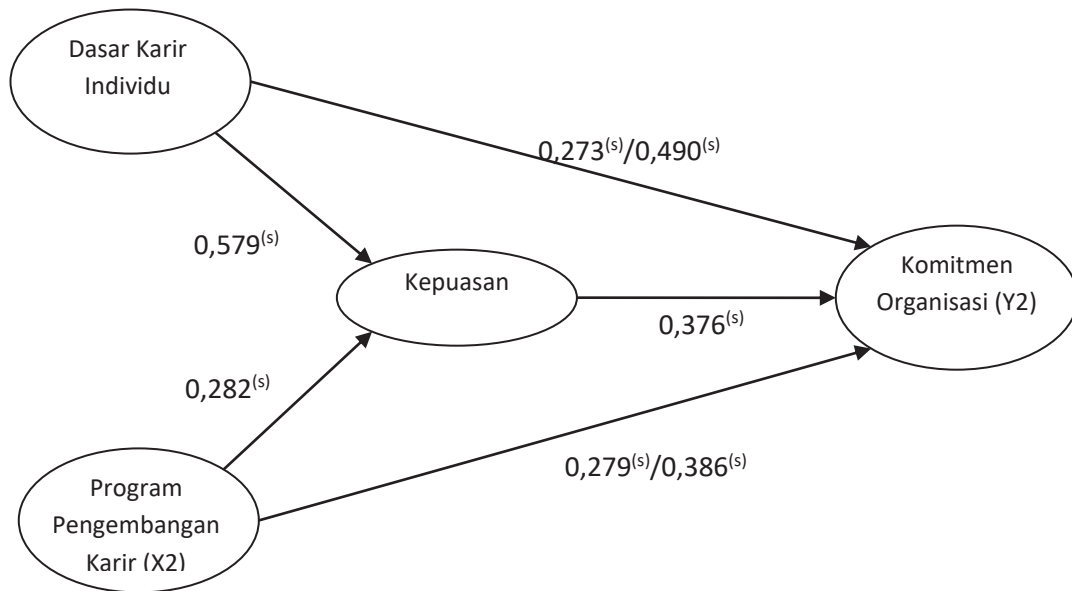 Dasar Karir
Individu
0,273(s)/0,490(s)
0,579(s)
Kepuasan
Komitmen
Organisasi (Y2)
0,376(s)
0,282(s)
0,279(s)/0,386(s)
Program
Pengembangan
Karir (X2)